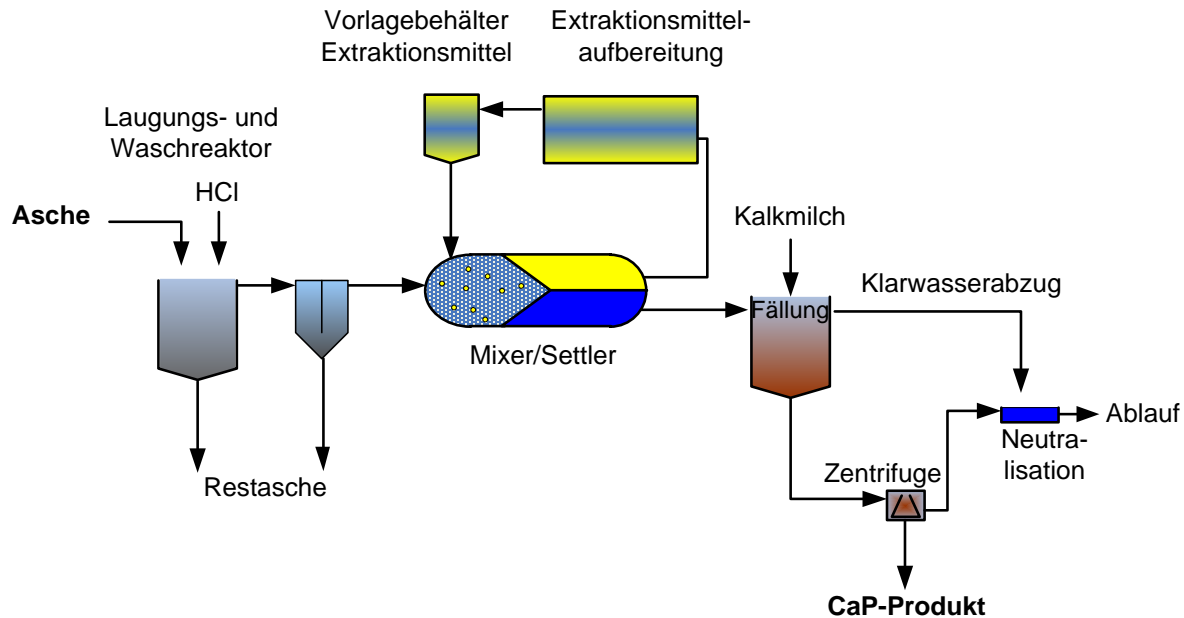 Vorlagebehälter
Extraktionsmittel
Extraktionsmittel-
aufbereitung
Laugungs- und
Waschreaktor
HCl
Asche
Kalkmilch
Klarwasserabzug
Fällung
Mixer/Settler
Ablauf
Neutra-
lisation
Zentrifuge
Restasche
CaP-Produkt